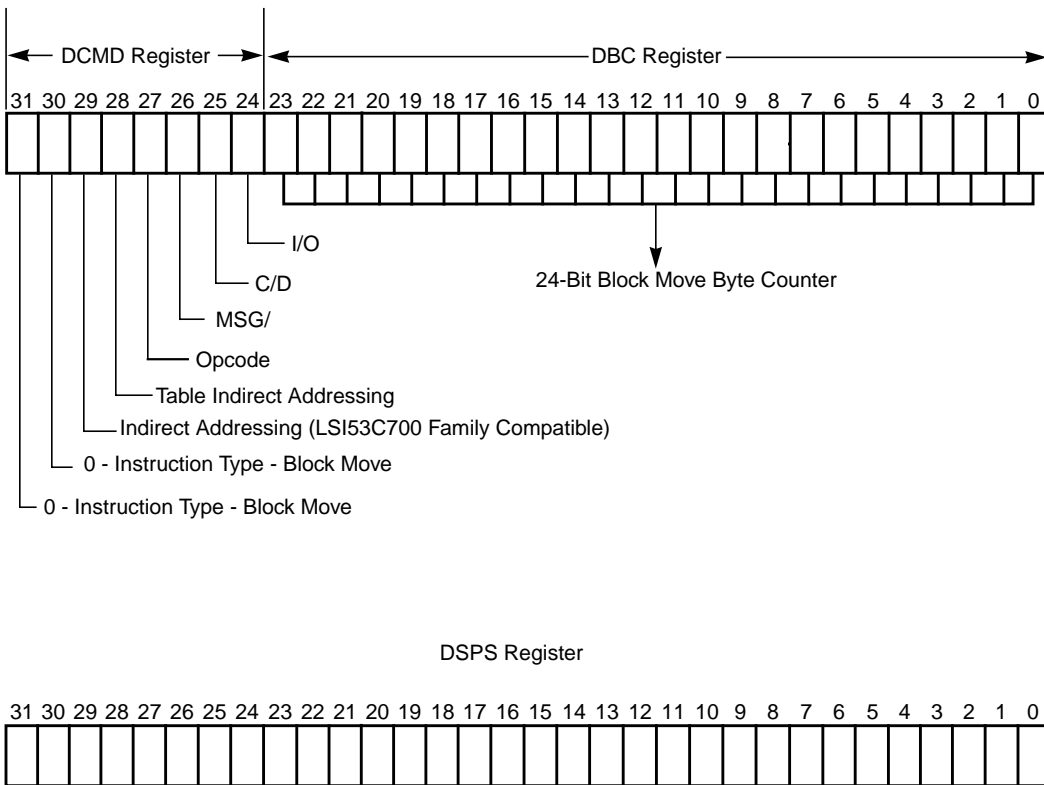 DCMD Register DBC Register
31 30 29 28 27 26 25 24 23 22 21 20 19 18 17 16 15 14 13 12 11 10 9 8 7 6 5 4 3 2 1 0
I/O
24-Bit Block Move Byte Counter
C/D
MSG/
Opcode
Table Indirect Addressing
Indirect Addressing (LSI53C700 Family Compatible)
0 - Instruction Type - Block Move
0 - Instruction Type - Block Move
DSPS Register
31 30 29 28 27 26 25 24 23 22 21 20 19 18 17 16 15 14 13 12 11 10 9 8 7 6 5 4 3 2 1 0